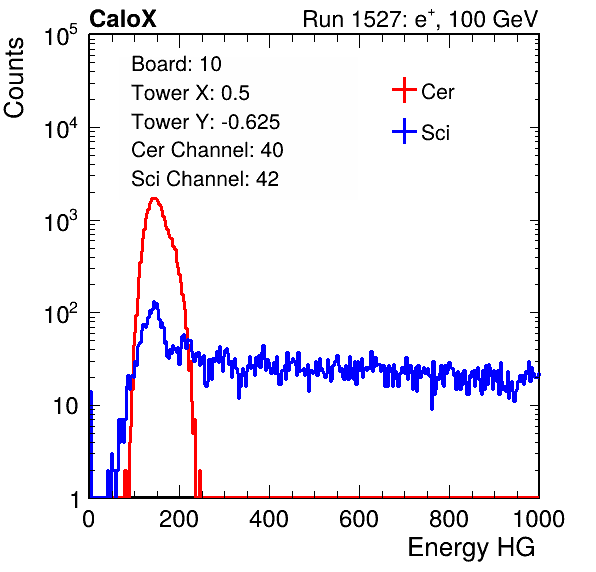 CaloX Run 1527: e⁺, 100 GeV
Counts
Board: 10
Tower X: 0.5
Tower Y: -0.625
Cer Channel: 40
Sci Channel: 42
Cer
Sci
10⁵
10⁴
10³
10²
10
1
0 200 400 600 800 1000
Energy HG